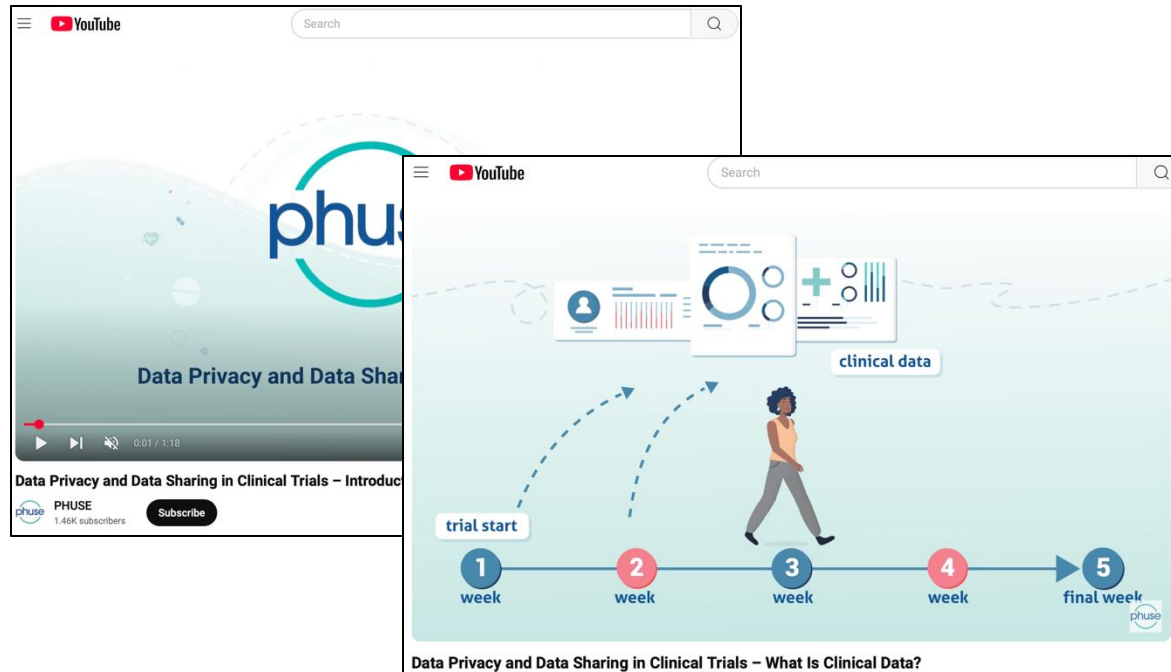 YouTube
Search
phu
Data Privacy and Data Shar
0:01 / 1:18
Data Privacy and Data Sharing in Clinical Trials – Introduc
phuse
PHUSE
1.46K subscribers
Subscribe
YouTube
Search
clinical data
trial start
1 2 3 4 5
week week week week final week
phuse
Data Privacy and Data Sharing in Clinical Trials – What Is Clinical Data?